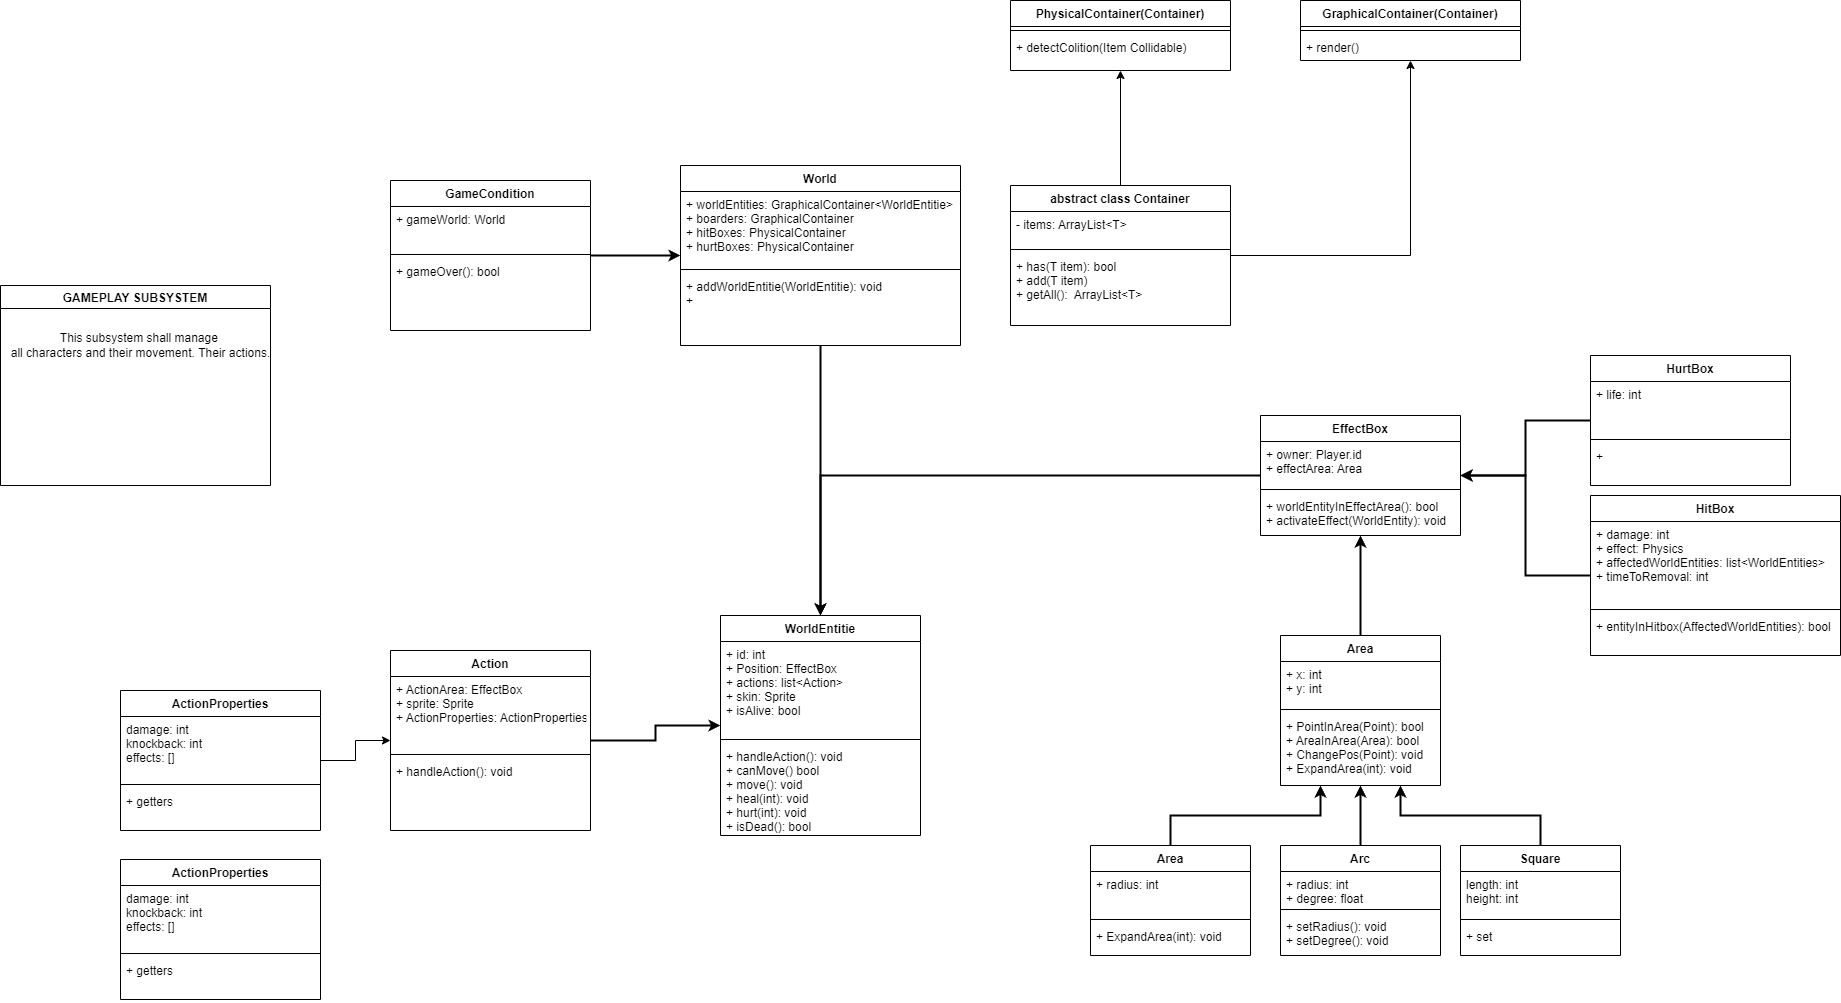 PhysicalContainer(Container)
+ detectColition(Item Collidable)
GraphicalContainer(Container)
+ render()
GameCondition
+ gameWorld: World
+ gameOver(): bool
World
+ worldEntities: GraphicalContainer<WorldEntitie>
+ boarders: GraphicalContainer
+ hitBoxes: PhysicalContainer
+ hurtBoxes: PhysicalContainer
+ addWorldEntitie(WorldEntitie): void
+
abstract class Container
- items: ArrayList<T>
+ has(T item): bool
+ add(T item)
+ getAll():  ArrayList<T>
GAMEPLAY SUBSYSTEM
This subsystem shall manage
all characters and their movement. Their actions.
HurtBox
+ life: int
+
EffectBox
+ owner: Player.id
+ effectArea: Area
+ worldEntityInEffectArea(): bool
+ activateEffect(WorldEntity): void
HitBox
+ damage: int
+ effect: Physics
+ affectedWorldEntities: list<WorldEntities>
+ timeToRemoval: int
+ entityInHitbox(AffectedWorldEntities): bool
WorldEntitie
+ id: int
+ Position: EffectBox
+ actions: list<Action>
+ skin: Sprite
+ isAlive: bool
+ handleAction(): void
+ canMove() bool
+ move(): void
+ heal(int): void
+ hurt(int): void
+ isDead(): bool
Action
+ ActionArea: EffectBox
+ sprite: Sprite
+ ActionProperties: ActionProperties
+ handleAction(): void
ActionProperties
damage: int
knockback: int
effects: []
+ getters
Area
+ x: int
+ y: int
+ PointInArea(Point): bool
+ AreaInArea(Area): bool
+ ChangePos(Point): void
+ ExpandArea(int): void
ActionProperties
damage: int
knockback: int
effects: []
+ getters
Area
+ radius: int
+ ExpandArea(int): void
Arc
+ radius: int
+ degree: float
+ setRadius(): void
+ setDegree(): void
Square
length: int
height: int
+ set